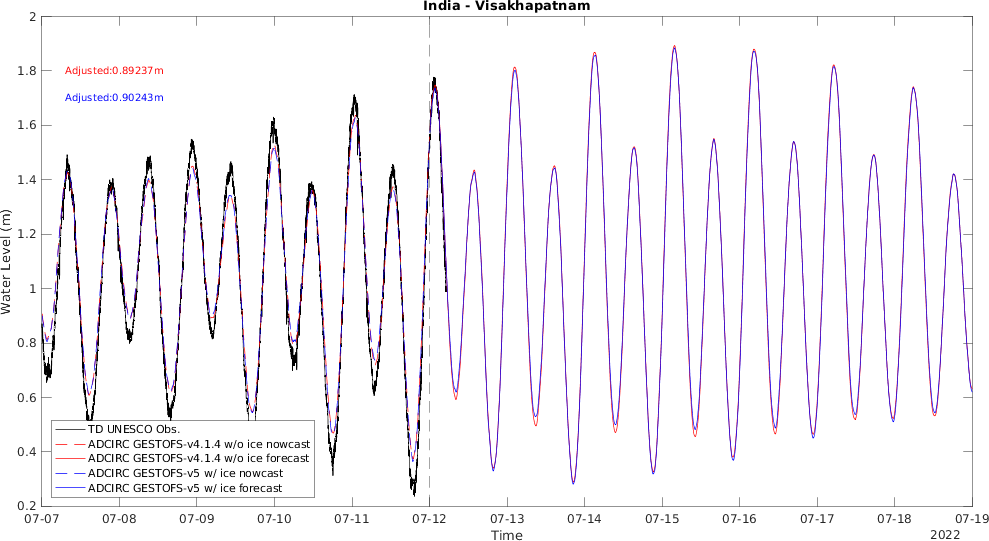 India - Visakhapatnam
2
1.8
1.6
1.4
1.2
1
0.8
0.6
0.4
0.2
Water Level (m)
Adjusted:0.89237m
Adjusted:0.90243m
TD UNESCO Obs.
ADCIRC GESTOFS-v4.1.4 w/o ice nowcast
ADCIRC GESTOFS-v4.1.4 w/o ice forecast
ADCIRC GESTOFS-v5 w/ ice nowcast
ADCIRC GESTOFS-v5 w/ ice forecast
07-07 07-08 07-09 07-10 07-11 07-12 07-13 07-14 07-15 07-16 07-17 07-18 07-19
Time
2022